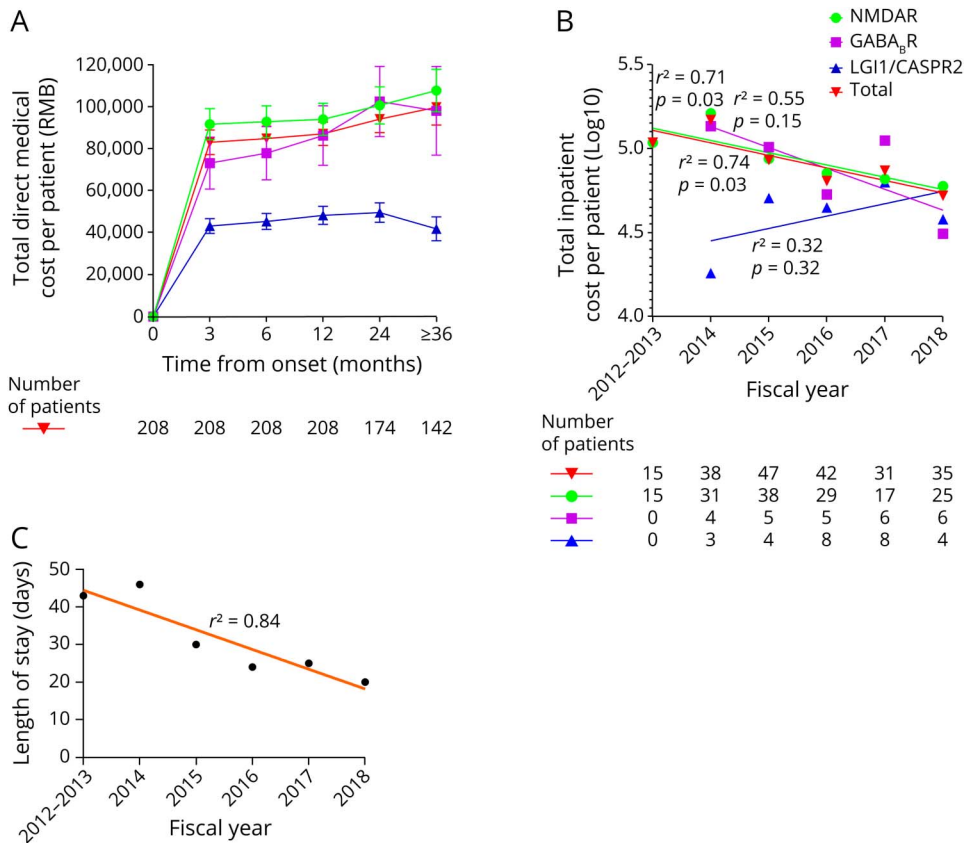 A
Total direct medical
cost per patient (RMB)
120,000
100,000
80,000
60,000
40,000
20,000
0
0 3 6 12 24 ≥36
Time from onset (months)
Number
of patients
208 208 208 208 174 142
B
NMDAR
GABA_BR
LGI1/CASPR2
Total
Total inpatient
cost per patient (Log10)
5.5
5.0
4.5
4.0
r² = 0.71
p = 0.03
r² = 0.55
p = 0.15
r² = 0.74
p = 0.03
r² = 0.32
p = 0.32
2012–2013 2014 2015 2016 2017 2018
Fiscal year
Number
of patients
15 38 47 42 31 35
15 31 38 29 17 25
0 4 5 5 6 6
0 3 4 8 8 4
C
Length of stay (days)
50
40
30
20
10
0
r² = 0.84
2012–2013 2014 2015 2016 2017 2018
Fiscal year